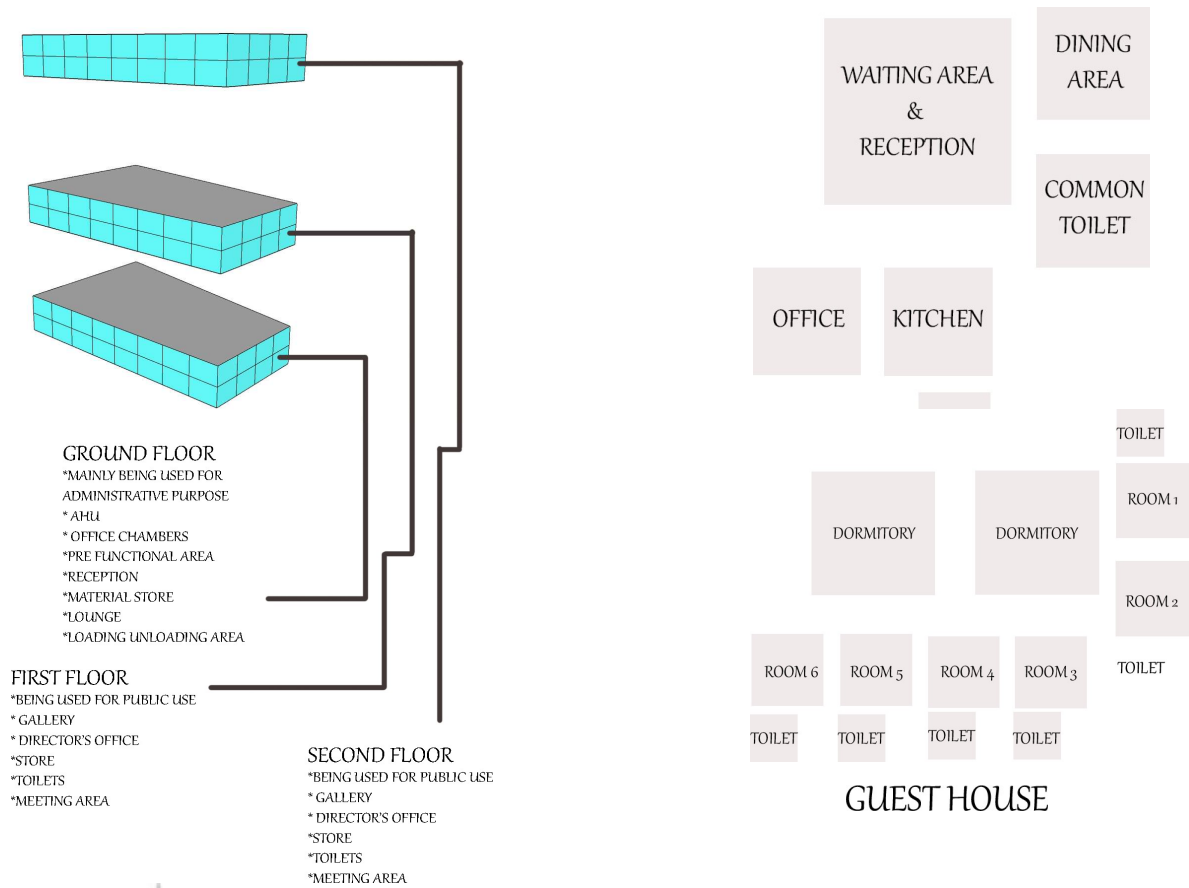 GROUND FLOOR
*MAINLY BEING USED FOR
ADMINISTRATIVE PURPOSE
* AHU
* OFFICE CHAMBERS
*PRE FUNCTIONAL AREA
*RECEPTION
*MATERIAL STORE
*LOUNGE
*LOADING UNLOADING AREA
FIRST FLOOR
*BEING USED FOR PUBLIC USE
* GALLERY
* DIRECTOR'S OFFICE
*STORE
*TOILETS
*MEETING AREA
SECOND FLOOR
*BEING USED FOR PUBLIC USE
* GALLERY
* DIRECTOR'S OFFICE
*STORE
*TOILETS
*MEETING AREA
WAITING AREA
&
RECEPTION
DINING
AREA
COMMON
TOILET
OFFICE
KITCHEN
TOILET
ROOM 1
DORMITORY
DORMITORY
ROOM 2
ROOM 6
ROOM 5
ROOM 4
ROOM 3
TOILET
TOILET
TOILET
TOILET
TOILET
GUEST HOUSE